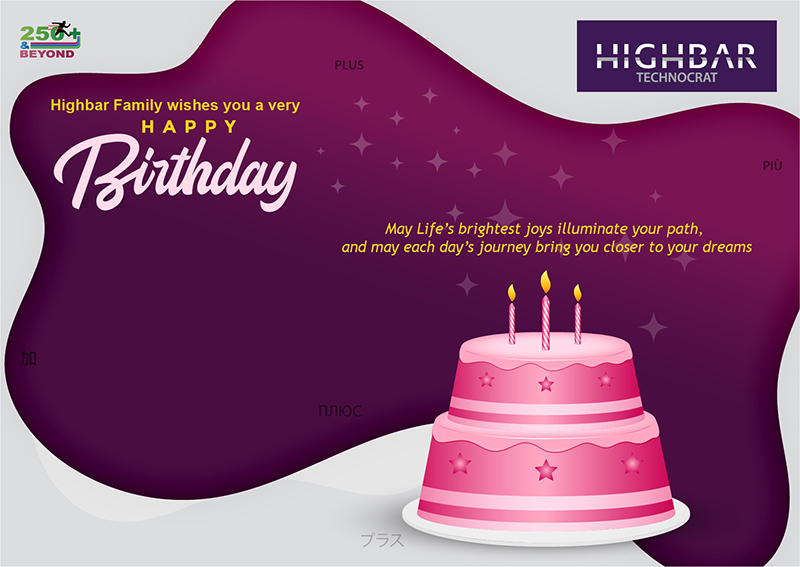 250+
& BEYOND
PLUS
HIGHBAR
TECHNOCRAT
Highbar Family wishes you a very
HAPPY
Birthday
PIÙ
May Life's brightest joys illuminate your path,
and may each day's journey bring you closer to your dreams
加
ПЛЮС
プラス